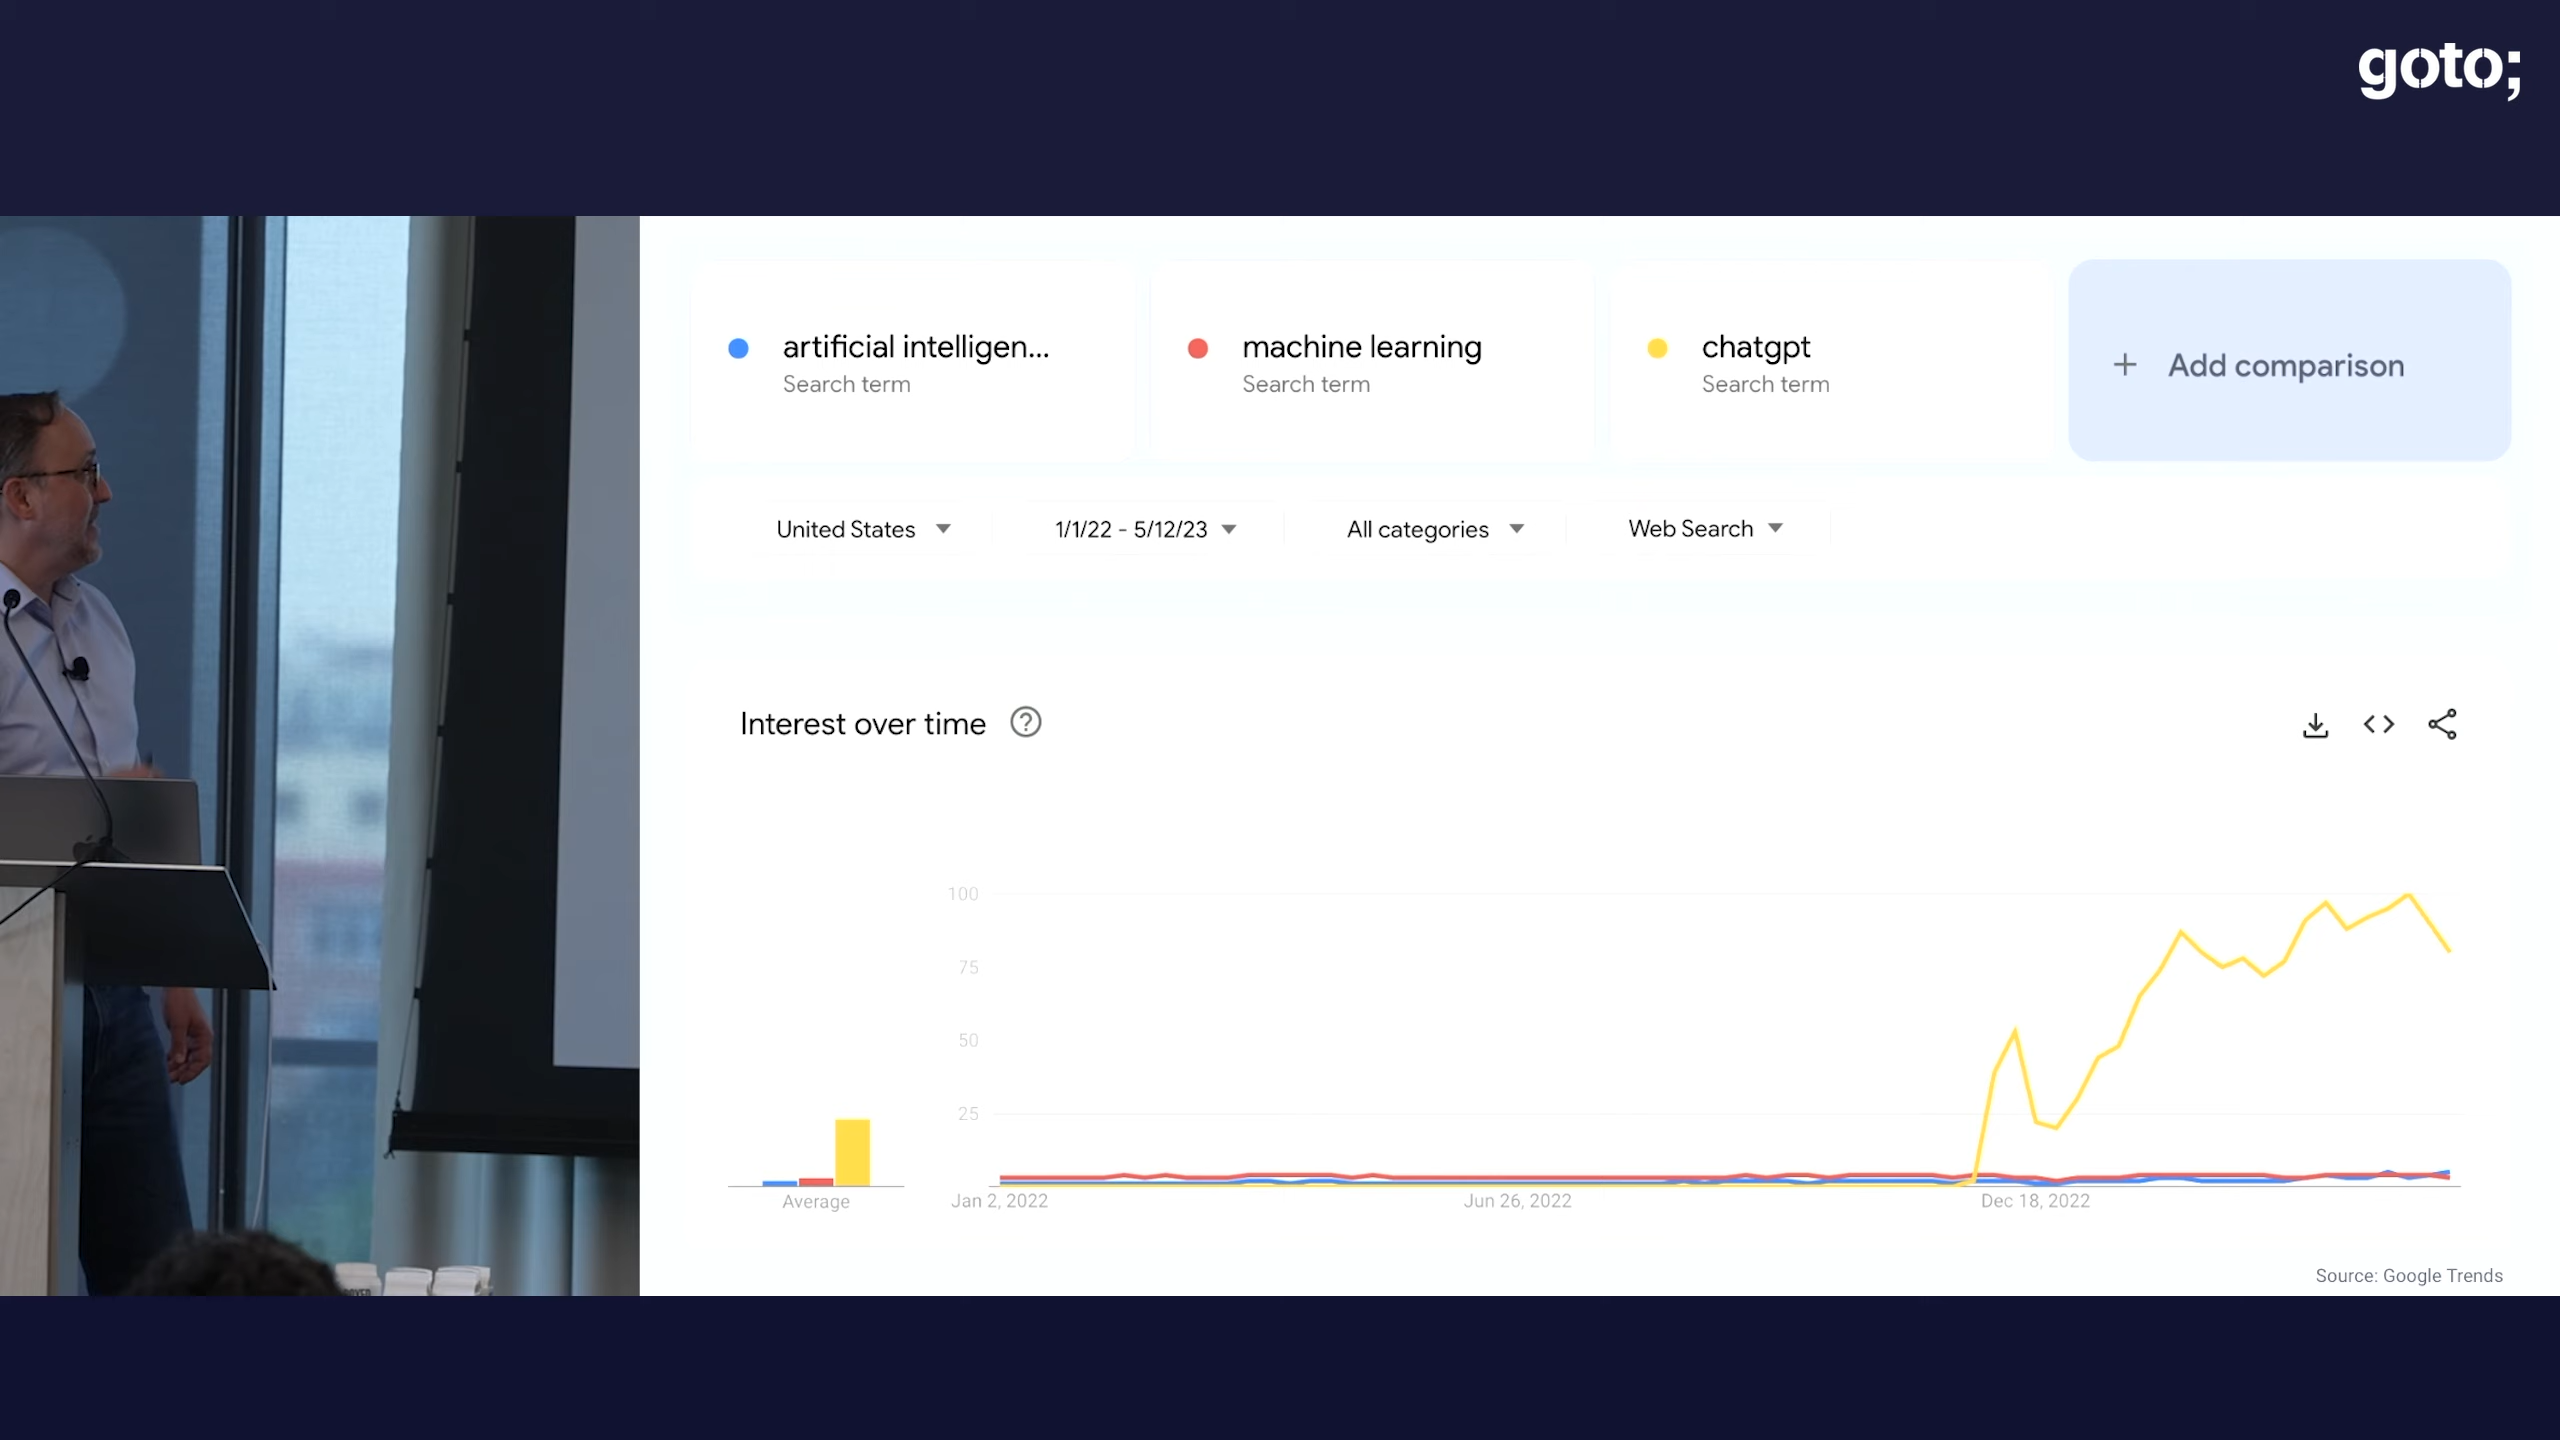 goto;
artificial intelligen...
Search term
machine learning
Search term
chatgpt
Search term
+ Add comparison
United States
1/1/22 - 5/12/23
All categories
Web Search
Interest over time
100
75
50
25
Average
Jan 2, 2022
Jun 26, 2022
Dec 18, 2022
Source: Google Trends